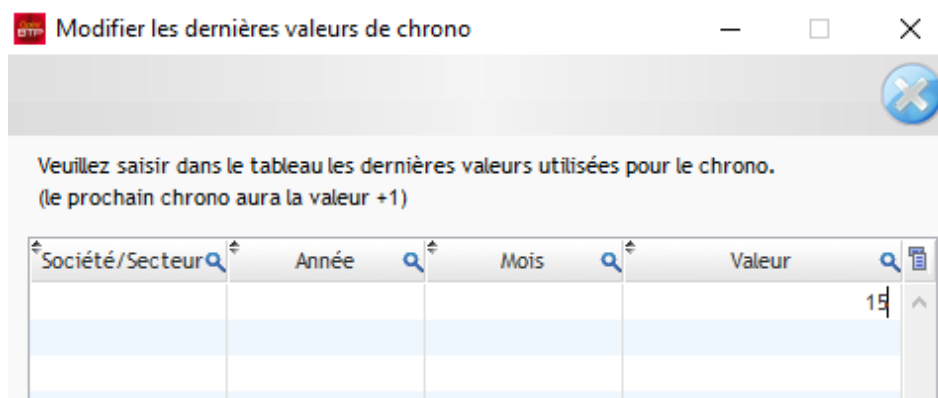 Modifier les dernières valeurs de chrono
Veuillez saisir dans le tableau les dernières valeurs utilisées pour le chrono.
(le prochain chrono aura la valeur +1)
Société/Secteur Année Mois Valeur
15